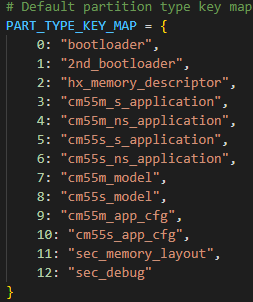 # Default partition type key map
PART_TYPE_KEY_MAP = {
    0: "bootloader",
    1: "2nd_bootloader",
    2: "hx_memory_descriptor",
    3: "cm55m_s_application",
    4: "cm55m_ns_application",
    5: "cm55s_s_application",
    6: "cm55s_ns_application",
    7: "cm55m_model",
    8: "cm55s_model",
    9: "cm55m_app_cfg",
    10: "cm55s_app_cfg",
    11: "sec_memory_layout",
    12: "sec_debug"
}